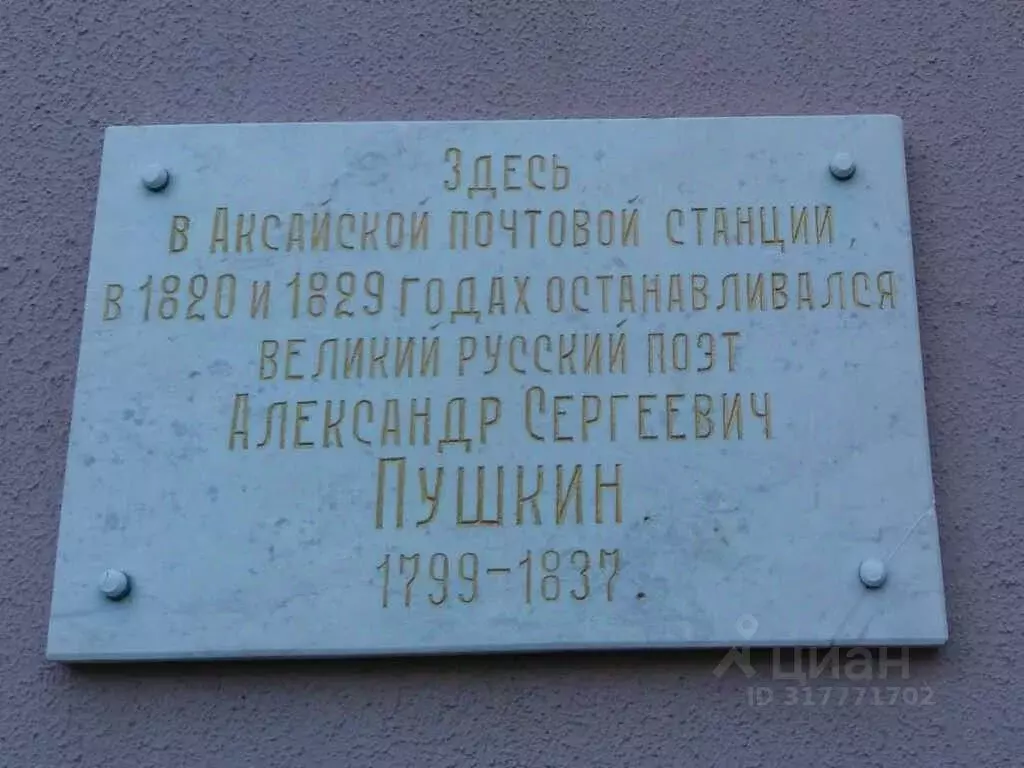 Здесь
в Аксайской почтовой станции,
в 1820 и 1829 годах останавливался
великий русский поэт
Александр Сергеевич
Пушкин.
1799-1837.
циан
ID 317771702